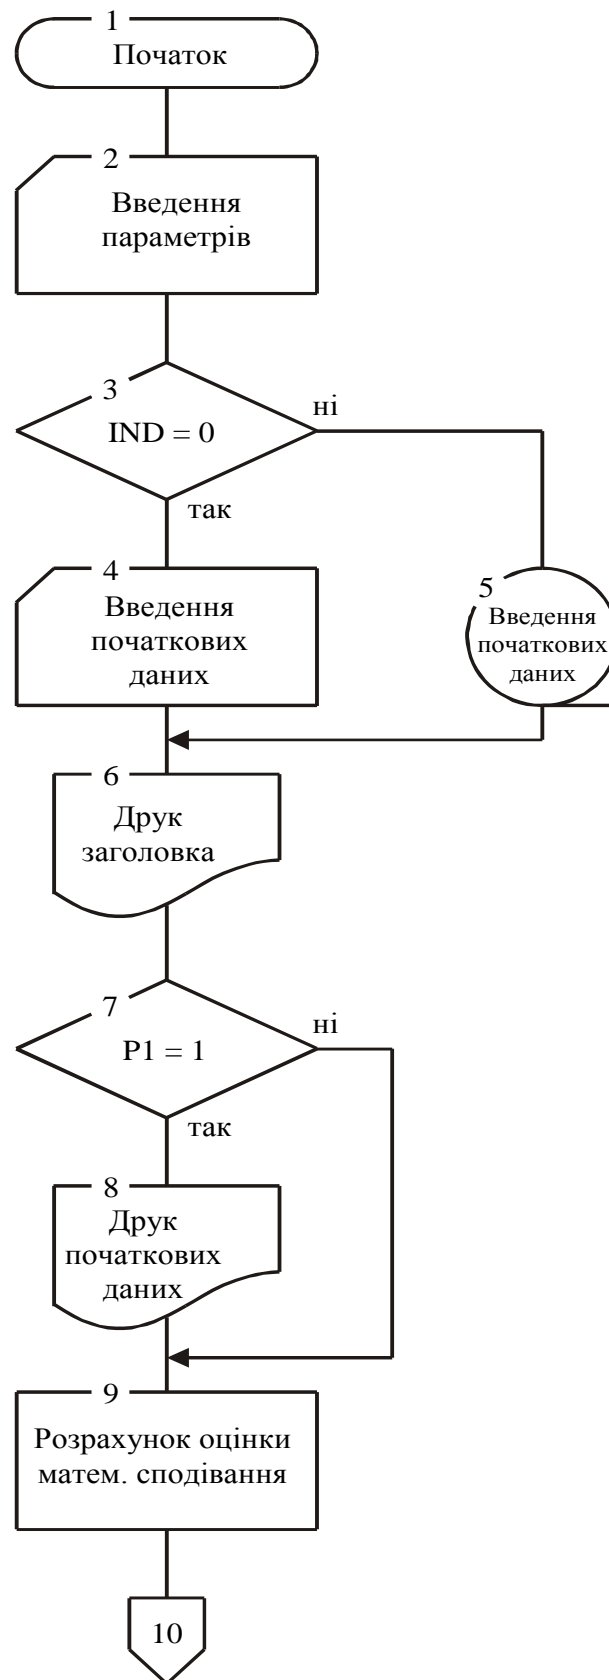 1
Початок
2
Введення
параметрів
3
IND = 0
ні
так
4
Введення
початкових
даних
5
Введення
початкових
даних
6
Друк
заголовка
7
P1 = 1
ні
так
8
Друк
початкових
даних
9
Розрахунок оцінки
матем. сподівання
10